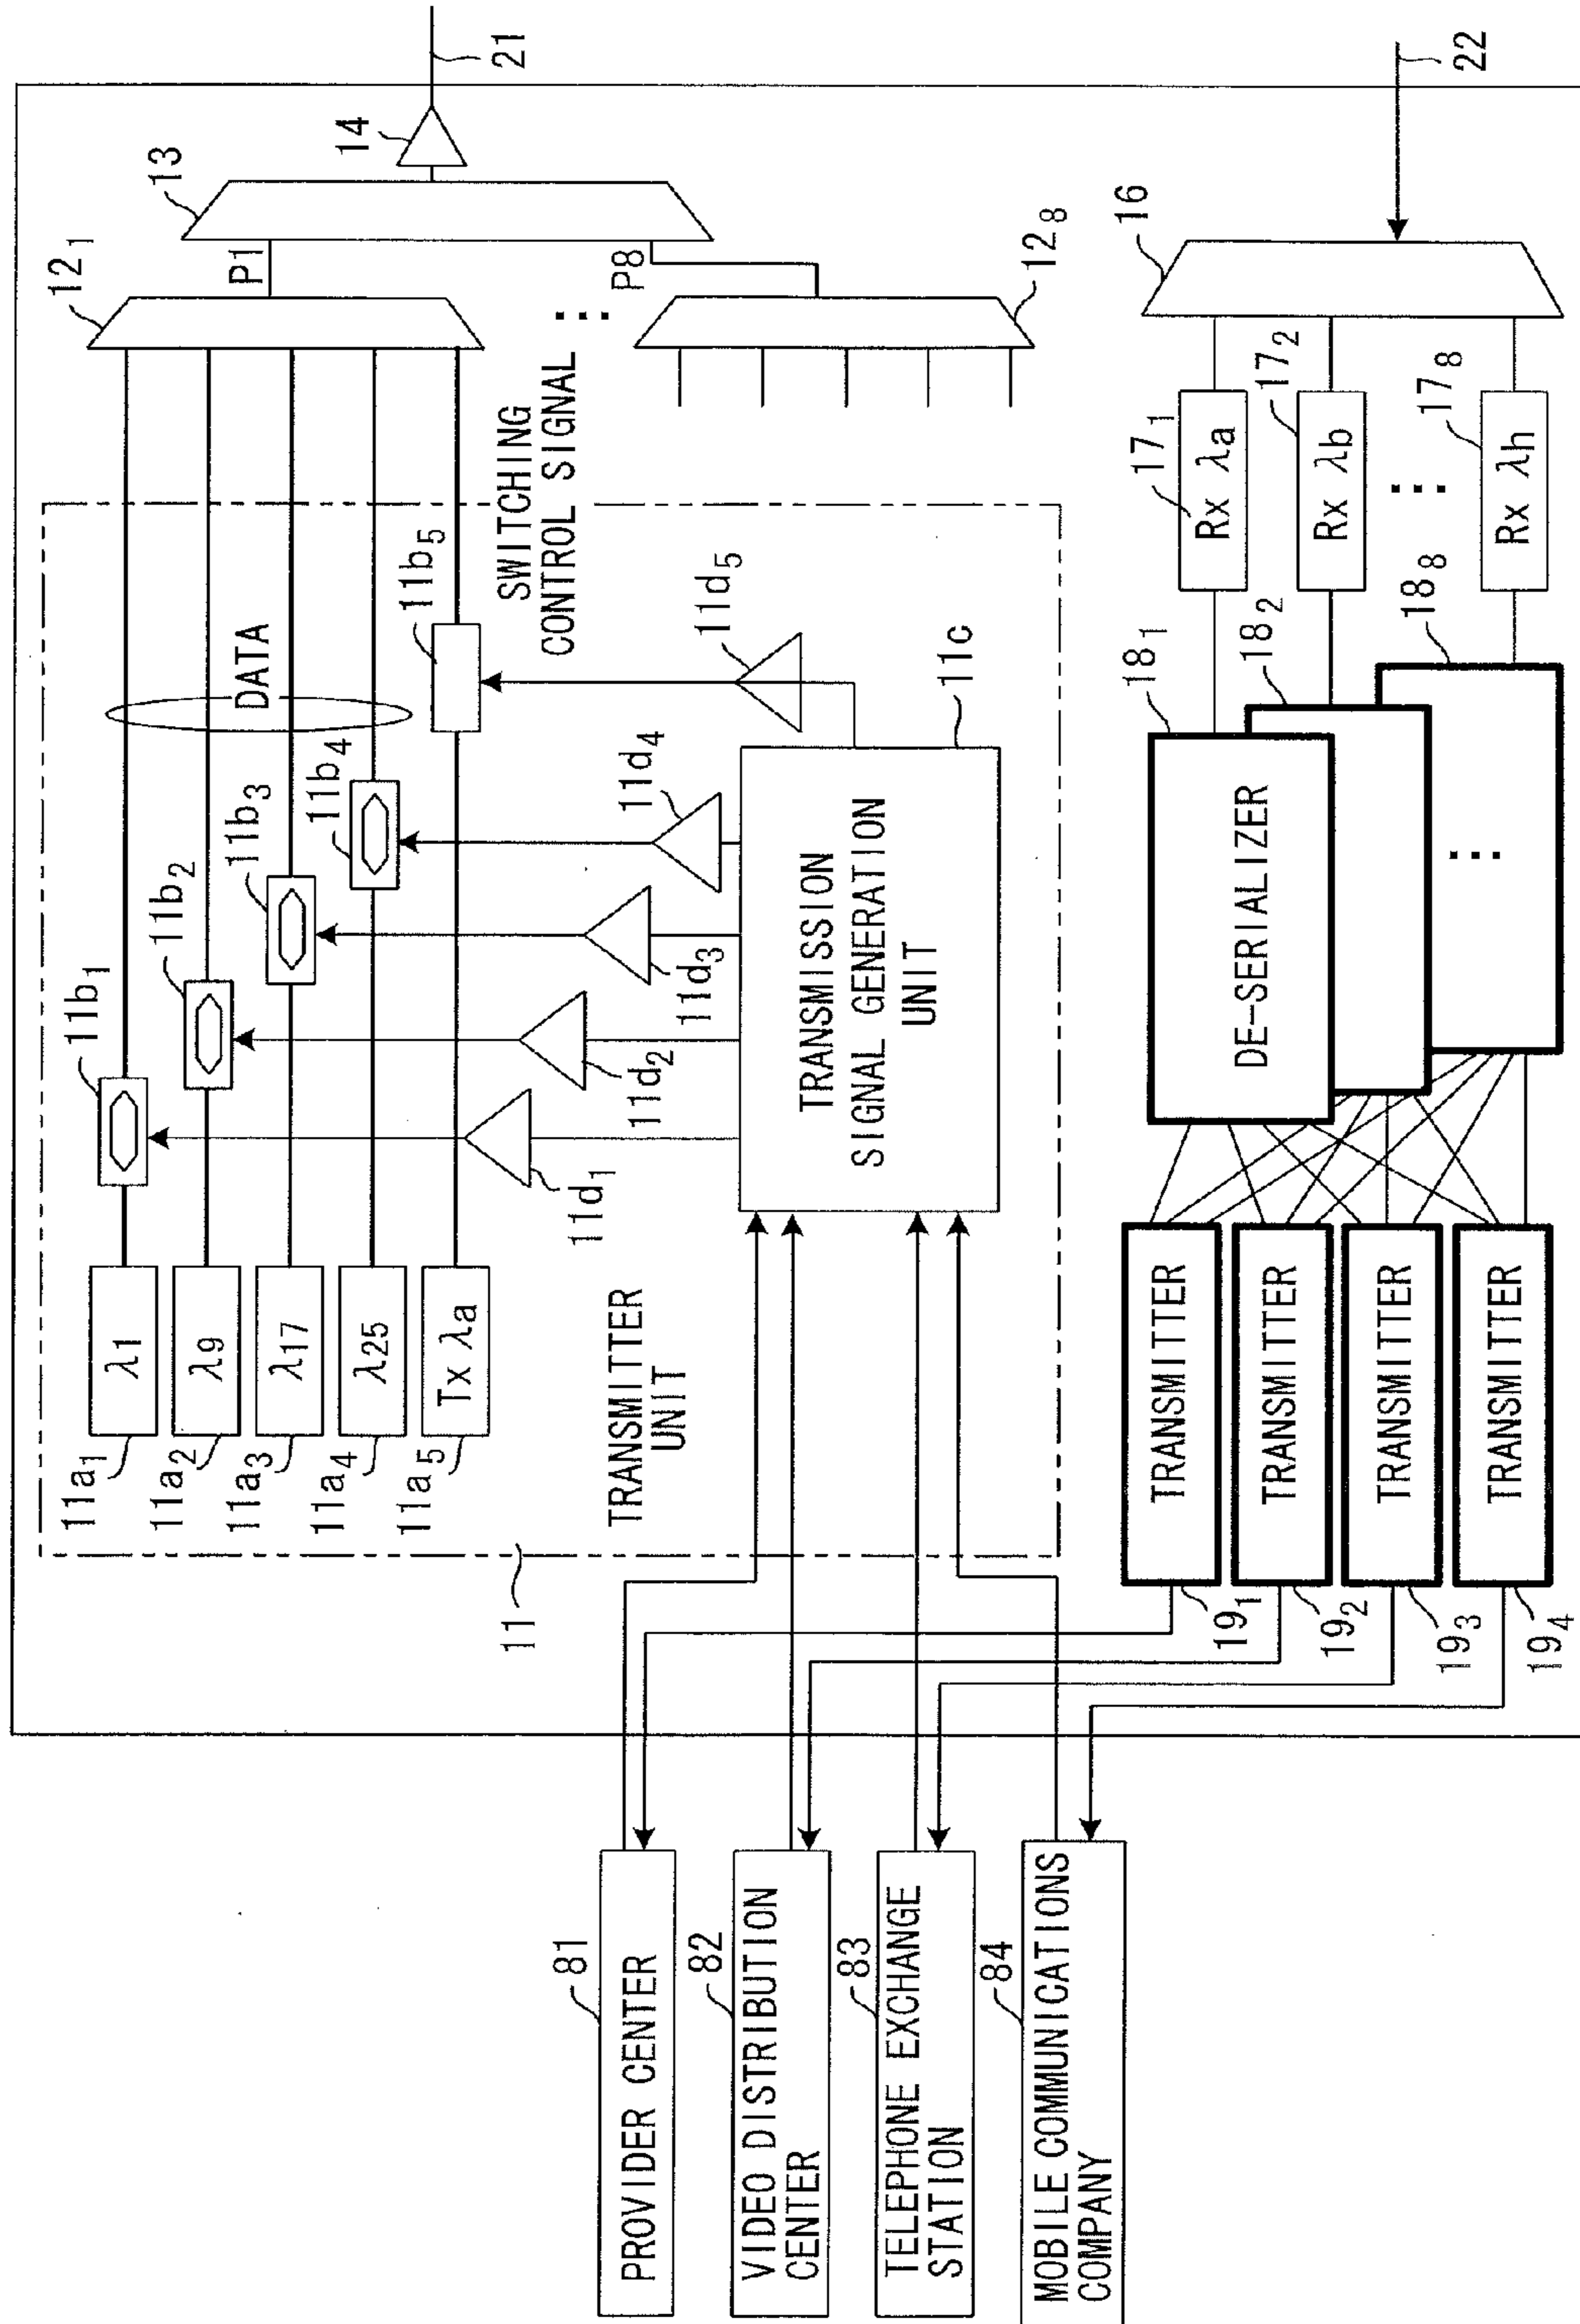 81
PROVIDER CENTER
82
VIDEO DISTRIBUTION
CENTER
83
TELEPHONE EXCHANGE
STATION
84
MOBILE COMMUNICATIONS
COMPANY
11
TRANSMITTER
UNIT
11a1
λ1
11a2
λ9
11a3
λ17
11a4
λ25
11a5
Tx λa
11b1
11b2
11b3
11b4
11b5
DATA
SWITCHING
CONTROL SIGNAL
11d1
11d2
11d3
11d4
11d5
TRANSMISSION
SIGNAL GENERATION
UNIT
11c
121
P1
P8
128
13
14
21
22
16
171
Rx λa
172
Rx λb
178
Rx λh
181
182
188
DE-SERIALIZER
TRANSMITTER
191
TRANSMITTER
192
TRANSMITTER
193
TRANSMITTER
194